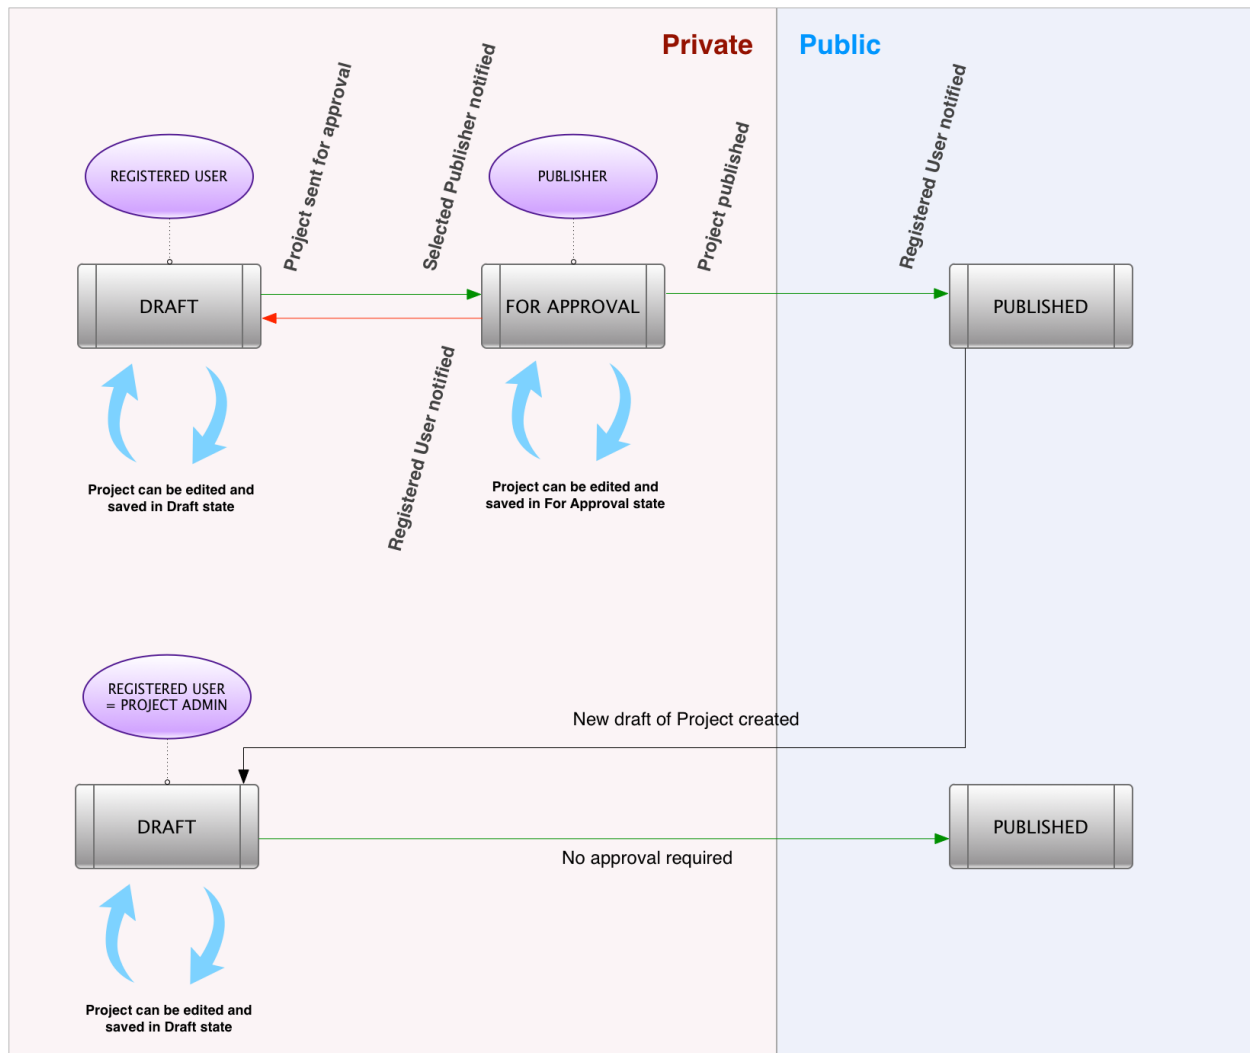 Private
Public
Project sent for approval
Selected Publisher notified
Project published
Registered User notified
REGISTERED USER
PUBLISHER
DRAFT
FOR APPROVAL
PUBLISHED
Registered User notified
Project can be edited and
saved in Draft state
Project can be edited and
saved in For Approval state
REGISTERED USER
= PROJECT ADMIN
New draft of Project created
DRAFT
PUBLISHED
No approval required
Project can be edited and
saved in Draft state